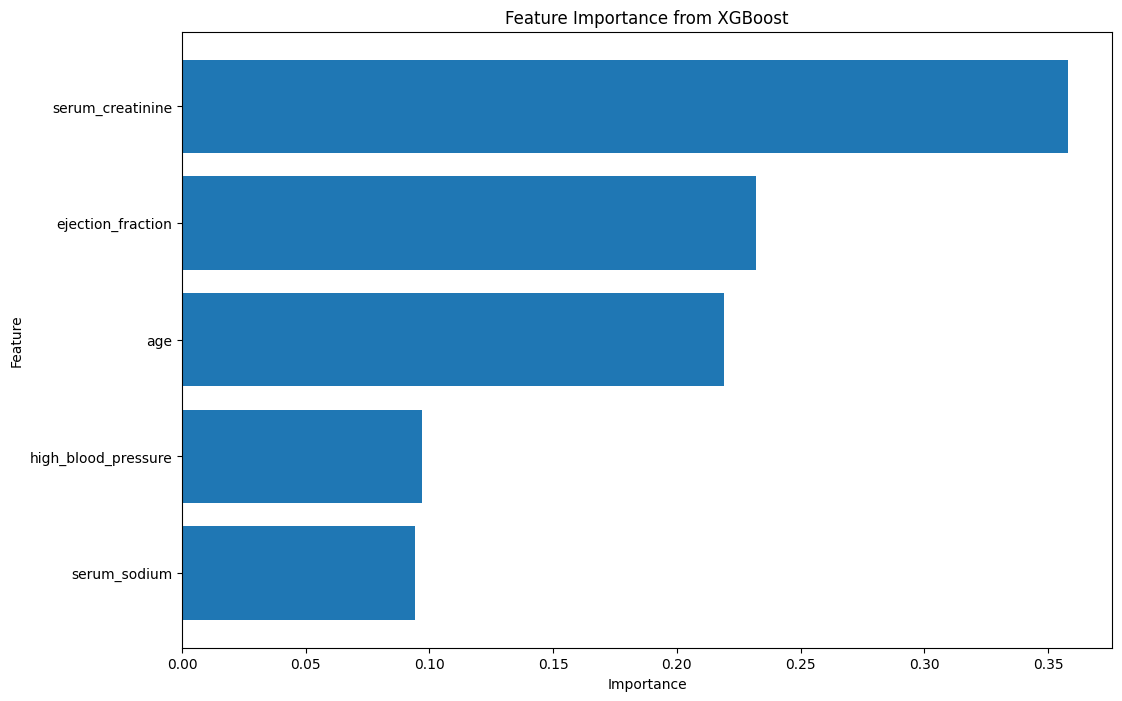 Feature Importance from XGBoost
Feature
serum_creatinine
ejection_fraction
age
high_blood_pressure
serum_sodium
0.00 0.05 0.10 0.15 0.20 0.25 0.30 0.35
Importance